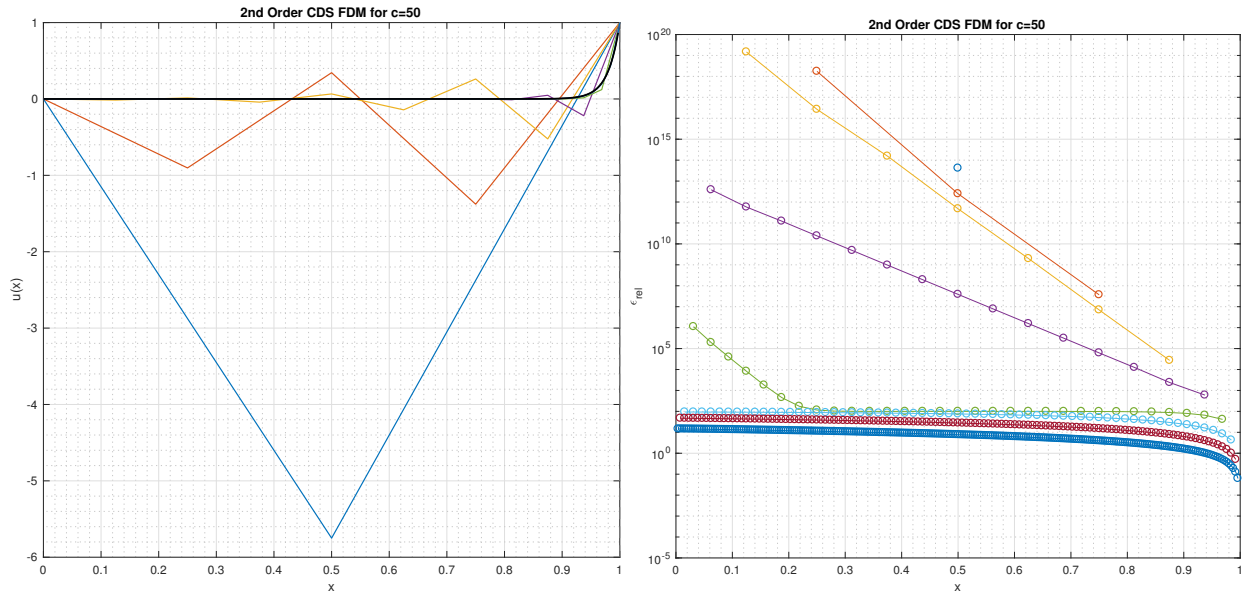 2nd Order CDS FDM for c=50
1
0
-1
-2
-3
-4
-5
-6
u(x)
0 0.1 0.2 0.3 0.4 0.5 0.6 0.7 0.8 0.9 1
x
2nd Order CDS FDM for c=50
10^20
10^15
10^10
10^5
10^0
10^-5
ϵ_rel
0 0.1 0.2 0.3 0.4 0.5 0.6 0.7 0.8 0.9 1
x